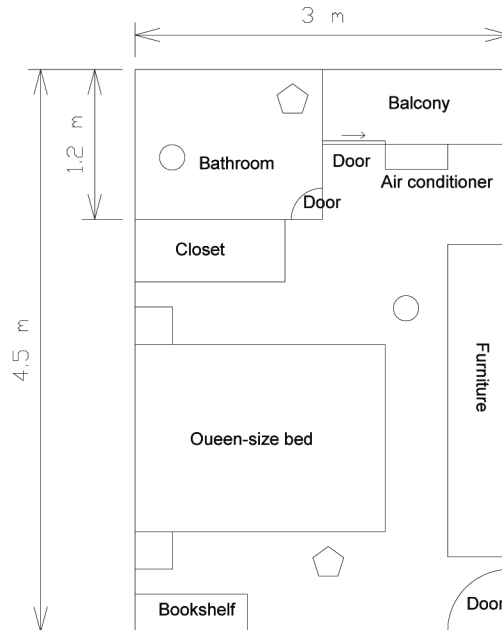 3 m
Balcony
1.2 m
Bathroom
Door
Air conditioner
Door
Closet
4.5 m
Furniture
Oueen-size bed
Bookshelf
Door